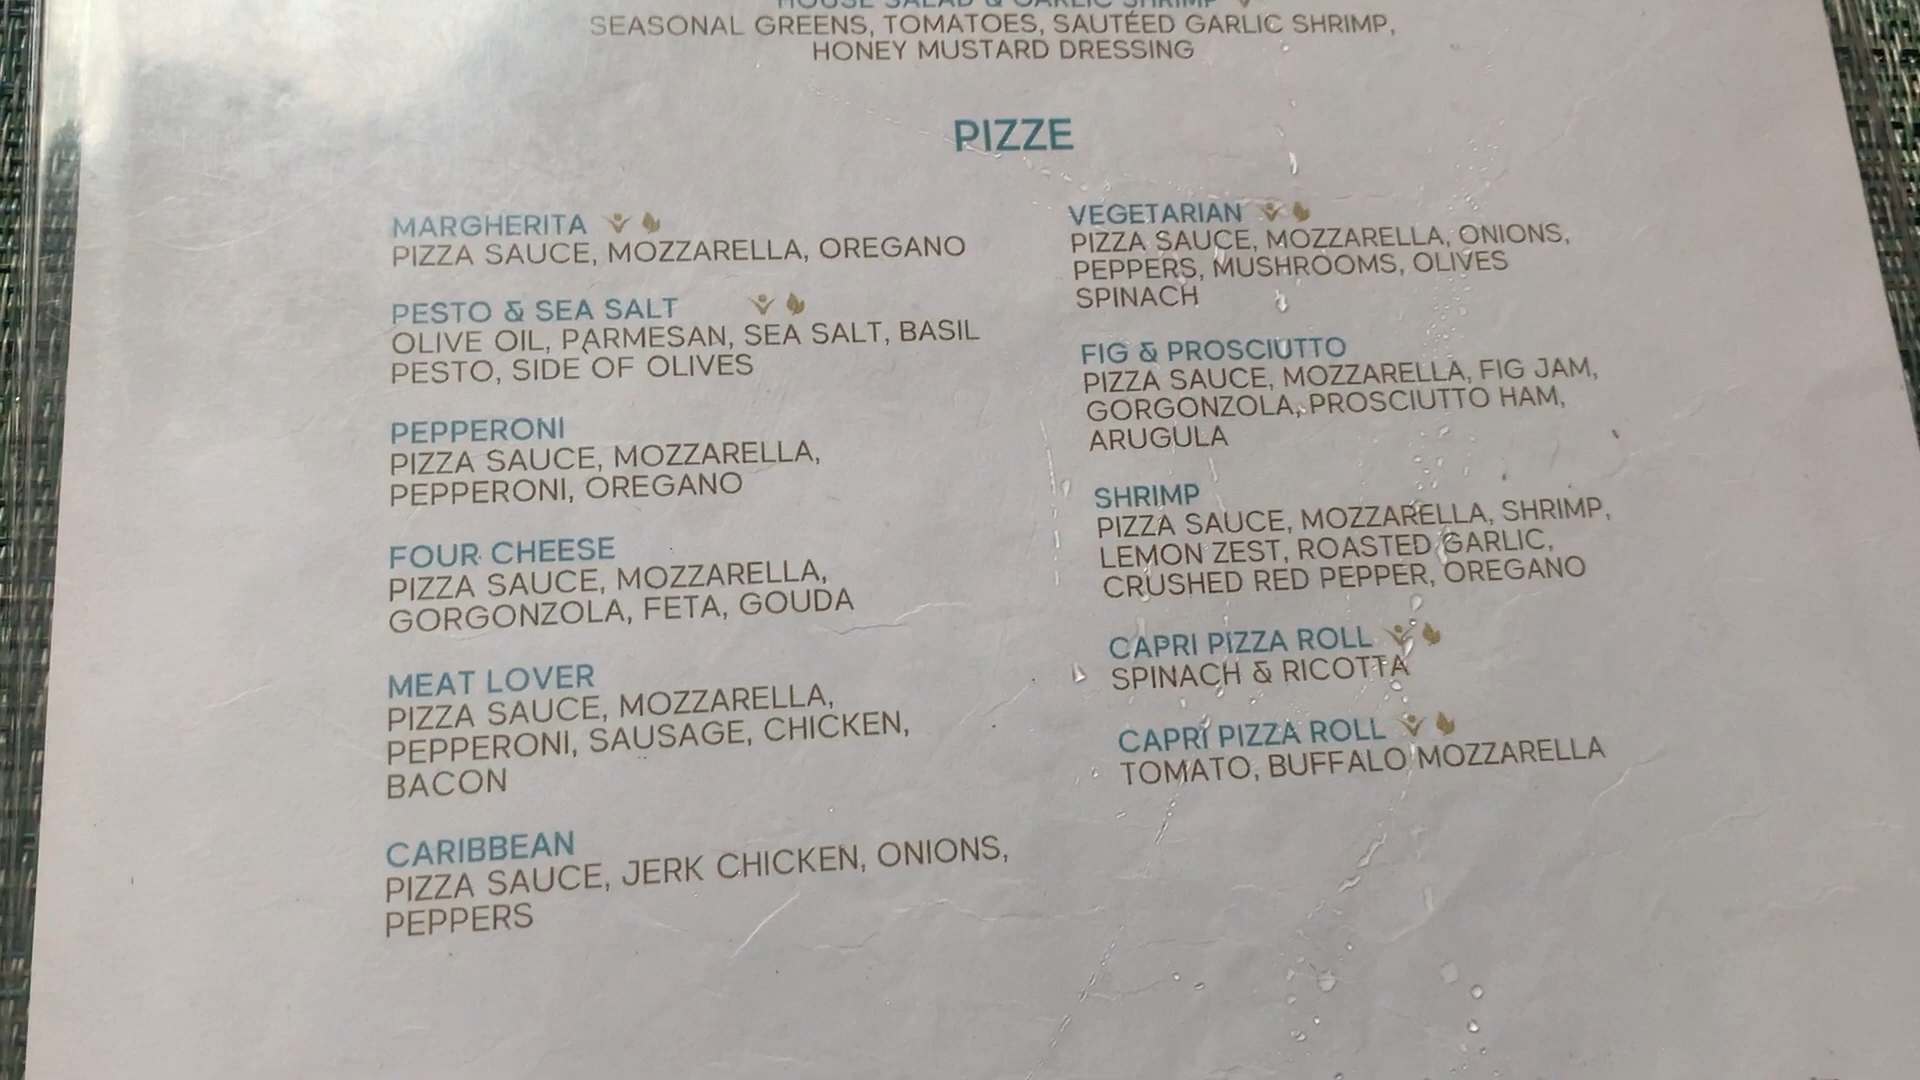 HOUSE SALAD & GARLIC SHRIMP
SEASONAL GREENS, TOMATOES, SAUTÉED GARLIC SHRIMP,
HONEY MUSTARD DRESSING
PIZZE
MARGHERITA
PIZZA SAUCE, MOZZARELLA, OREGANO
PESTO & SEA SALT
OLIVE OIL, PARMESAN, SEA SALT, BASIL
PESTO, SIDE OF OLIVES
PEPPERONI
PIZZA SAUCE, MOZZARELLA,
PEPPERONI, OREGANO
FOUR CHEESE
PIZZA SAUCE, MOZZARELLA,
GORGONZOLA, FETA, GOUDA
MEAT LOVER
PIZZA SAUCE, MOZZARELLA,
PEPPERONI, SAUSAGE, CHICKEN,
BACON
CARIBBEAN
PIZZA SAUCE, JERK CHICKEN, ONIONS,
PEPPERS
VEGETARIAN
PIZZA SAUCE, MOZZARELLA, ONIONS,
PEPPERS, MUSHROOMS, OLIVES
SPINACH
FIG & PROSCIUTTO
PIZZA SAUCE, MOZZARELLA, FIG JAM,
GORGONZOLA, PROSCIUTTO HAM,
ARUGULA
SHRIMP
PIZZA SAUCE, MOZZARELLA, SHRIMP,
LEMON ZEST, ROASTED GARLIC,
CRUSHED RED PEPPER, OREGANO
CAPRI PIZZA ROLL
SPINACH & RICOTTA
CAPRI PIZZA ROLL
TOMATO, BUFFALO MOZZARELLA